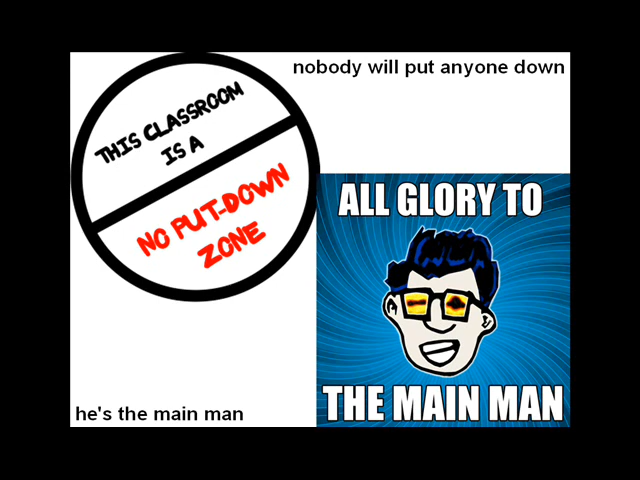 nobody will put anyone down
THIS CLASSROOM
IS A
NO PUT-DOWN
ZONE
ALL GLORY TO
THE MAIN MAN
he's the main man